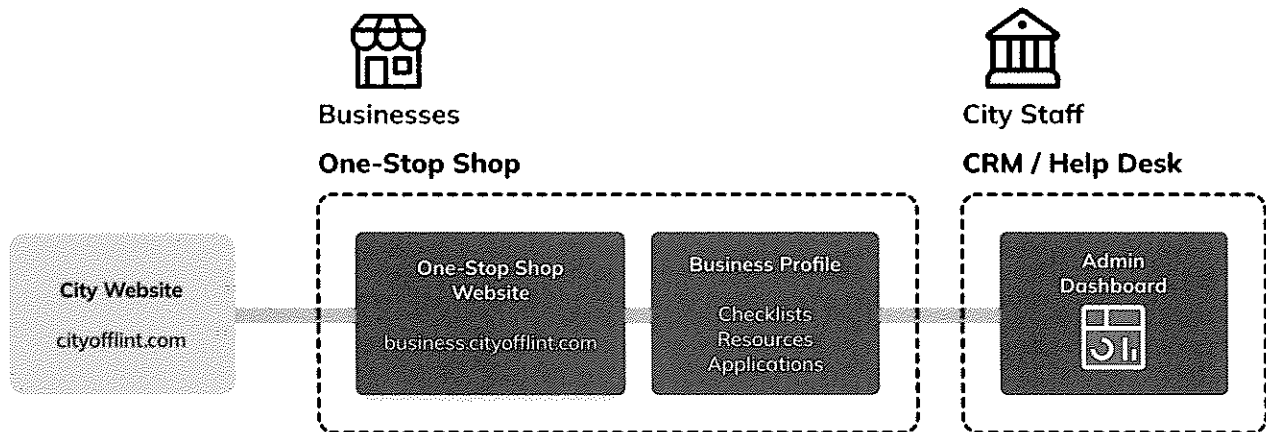 Businesses
One-Stop Shop
City Staff
CRM / Help Desk
City Website
cityofflint.com
One-Stop Shop
Website
business.cityofflint.com
Business Profile
Checklists
Resources
Applications
Admin
Dashboard